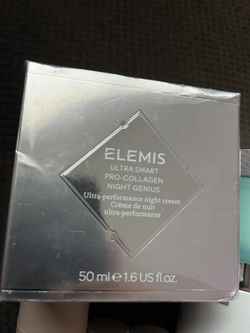 ELEMIS
ULTRA SMART
PRO-COLLAGEN
NIGHT GENIUS
Ultra-performance night cream
Crème de nuit
ultra-performante
50 ml ℮ 1.6 US fl.oz.